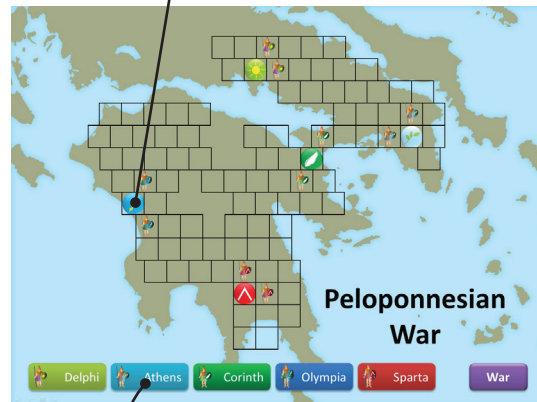 Peloponnesian
War
Delphi
Athens
Corinth
Olympia
Sparta
War